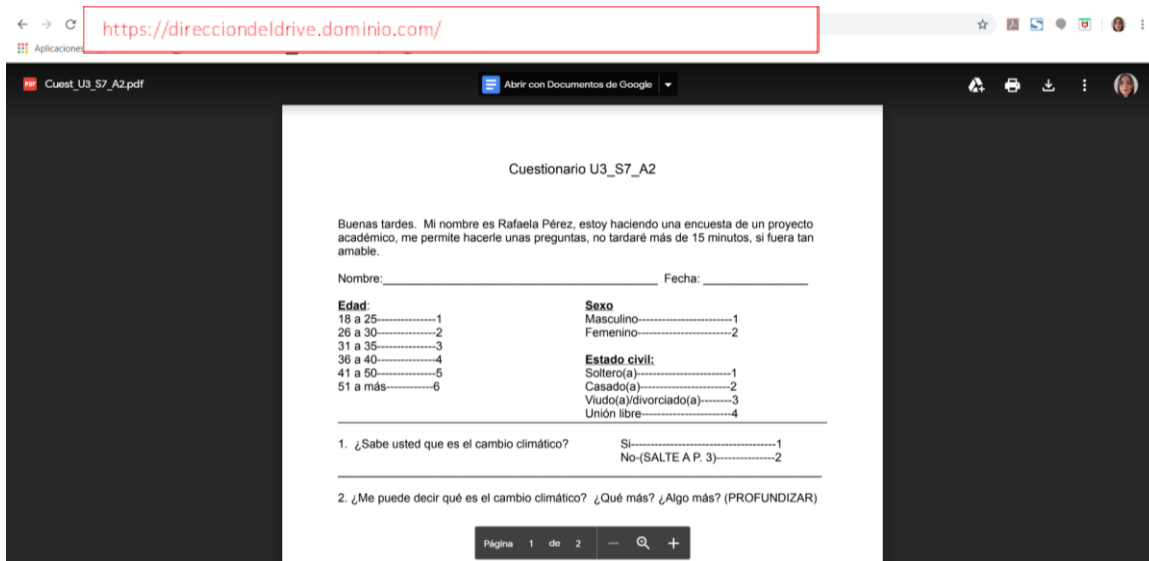 https://direcciondeldrive.dominio.com/
Aplicaciones
Cuest_U3_S7_A2.pdf
Abrir con Documentos de Google
Cuestionario U3_S7_A2
Buenas tardes. Mi nombre es Rafaela Pérez, estoy haciendo una encuesta de un proyecto
académico, me permite hacerle unas preguntas, no tardaré más de 15 minutos, si fuera tan
amable.
Nombre:__________________________________________ Fecha: ________________
Edad:
18 a 25---------------1
26 a 30---------------2
31 a 35---------------3
36 a 40---------------4
41 a 50---------------5
51 a más------------6
Sexo
Masculino------------------------1
Femenino------------------------2
Estado civil:
Soltero(a)------------------------1
Casado(a)-----------------------2
Viudo(a)/divorciado(a)--------3
Unión libre-----------------------4
1. ¿Sabe usted que es el cambio climático?
Sí-------------------------------------1
No-(SALTE A P. 3)---------------2
2. ¿Me puede decir qué es el cambio climático? ¿Qué más? ¿Algo más? (PROFUNDIZAR)
Página 1 de 2